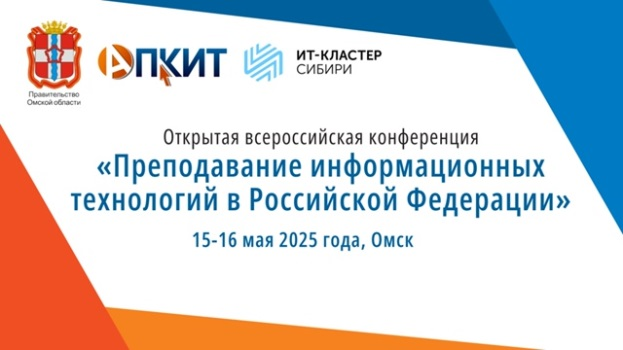 Правительство
Омской области
АПКИТ
ИТ-КЛАСТЕР
СИБИРИ
Открытая всероссийская конференция
«Преподавание информационных
технологий в Российской Федерации»
15-16 мая 2025 года, Омск